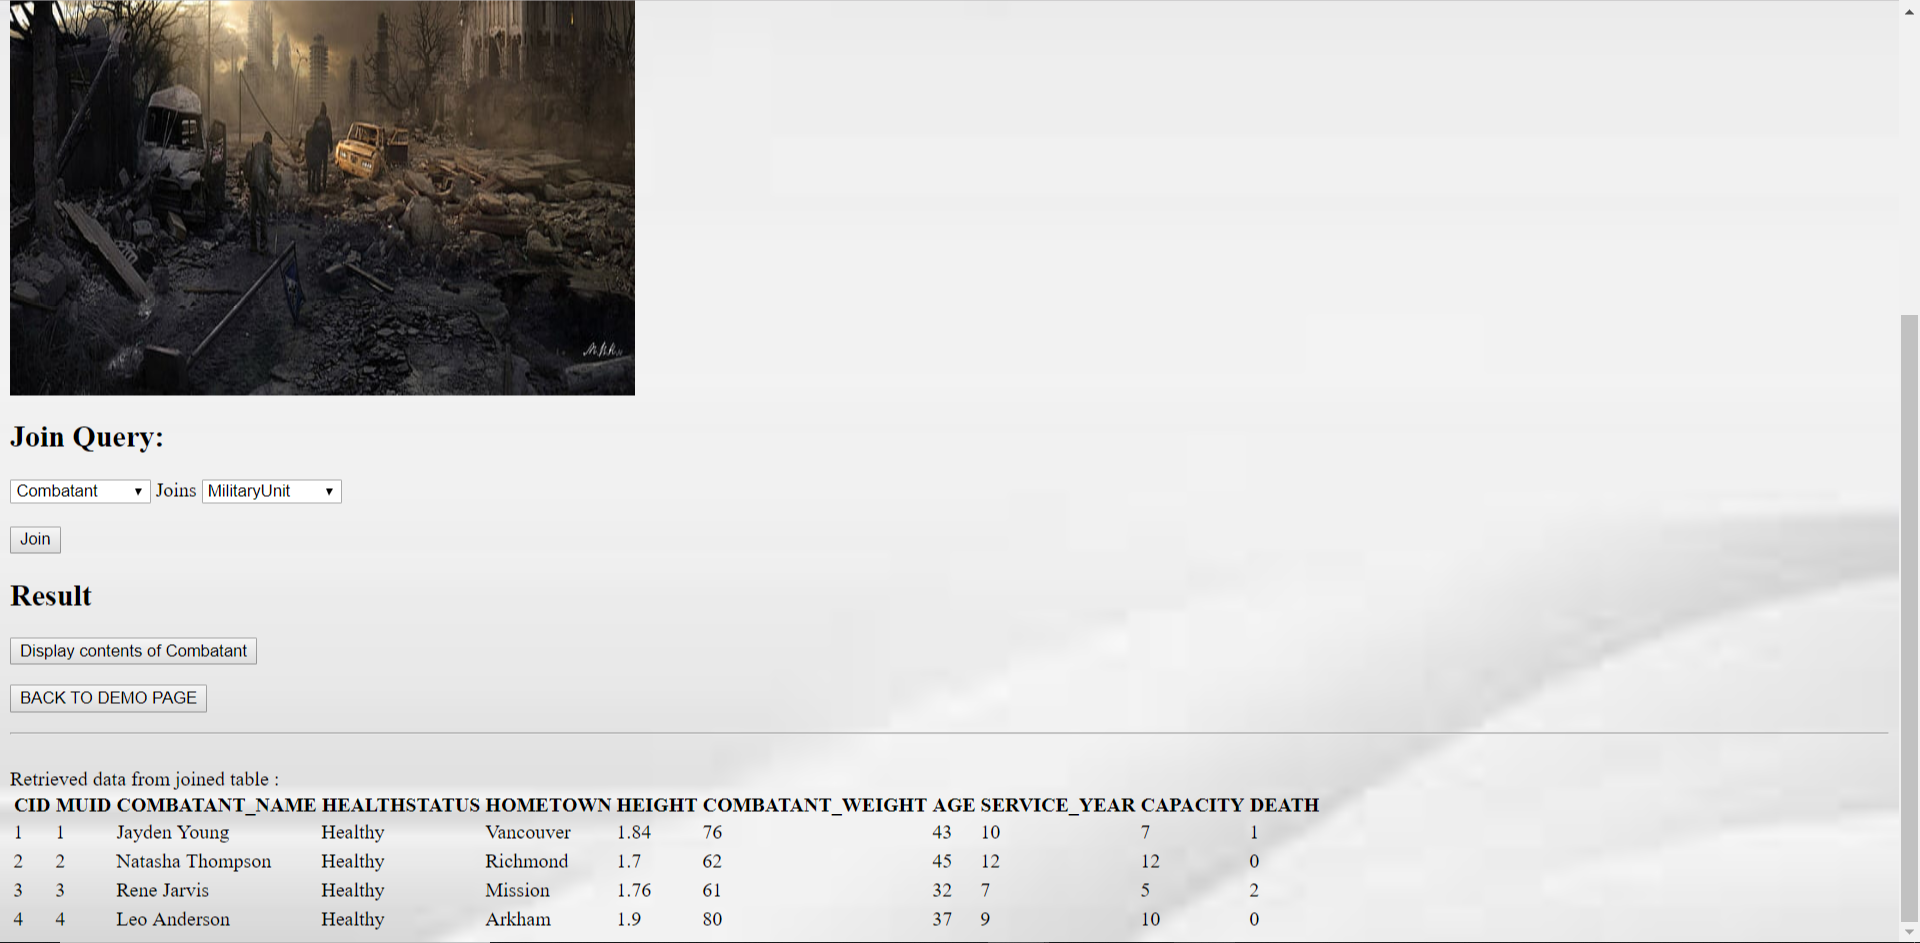 Join Query:
Combatant Joins MilitaryUnit
Join
Result
Display contents of Combatant
BACK TO DEMO PAGE
Retrieved data from joined table :
CID MUID COMBATANT_NAME HEALTHSTATUS HOMETOWN HEIGHT COMBATANT_WEIGHT AGE SERVICE_YEAR CAPACITY DEATH
1 1 Jayden Young Healthy Vancouver 1.84 76 43 10 7 1
2 2 Natasha Thompson Healthy Richmond 1.7 62 45 12 12 0
3 3 Rene Jarvis Healthy Mission 1.76 61 32 7 5 2
4 4 Leo Anderson Healthy Arkham 1.9 80 37 9 10 0